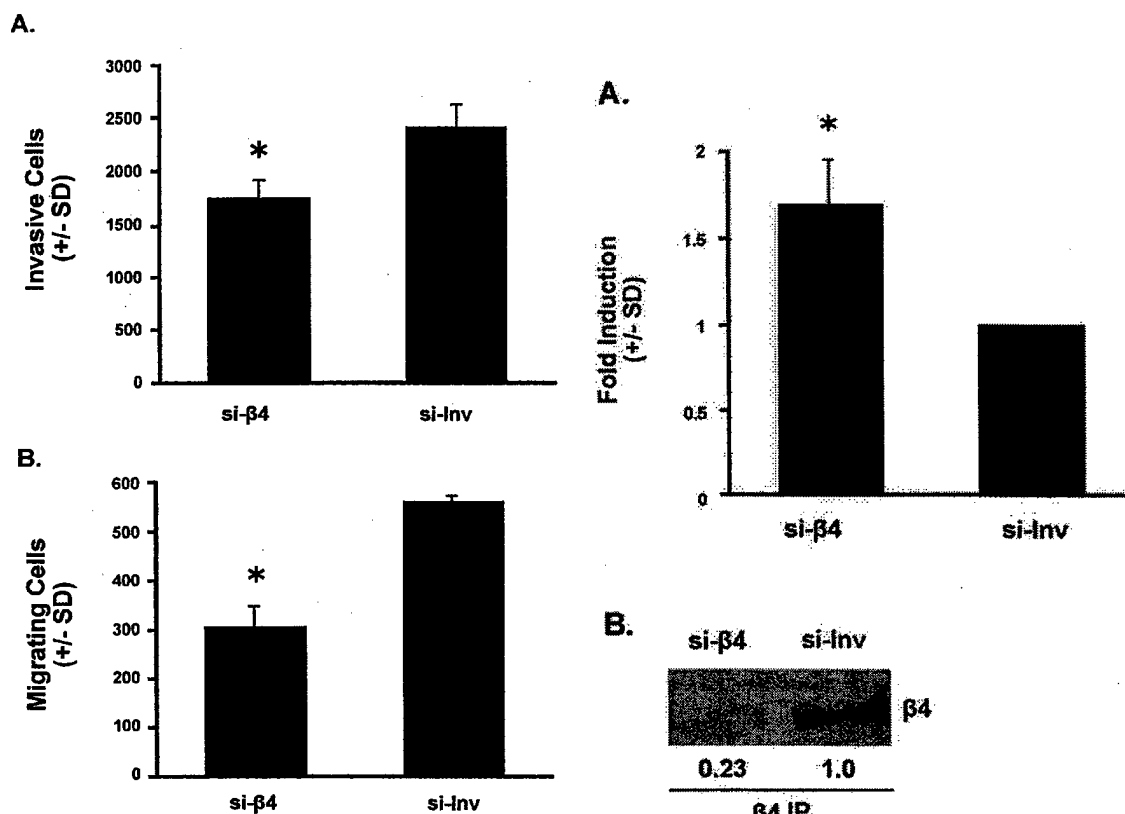 A.
3000
2500
2000
1500
1000
500
0
Invasive Cells
(+/- SD)
*
si-β4 si-Inv
B.
600
500
400
300
200
100
0
Migrating Cells
(+/- SD)
*
si-β4 si-Inv
A.
2
1.5
1
0.5
0
Fold Induction
(+/- SD)
*
si-β4 si-Inv
B.
si-β4 si-Inv
β4
0.23 1.0
β4 IP